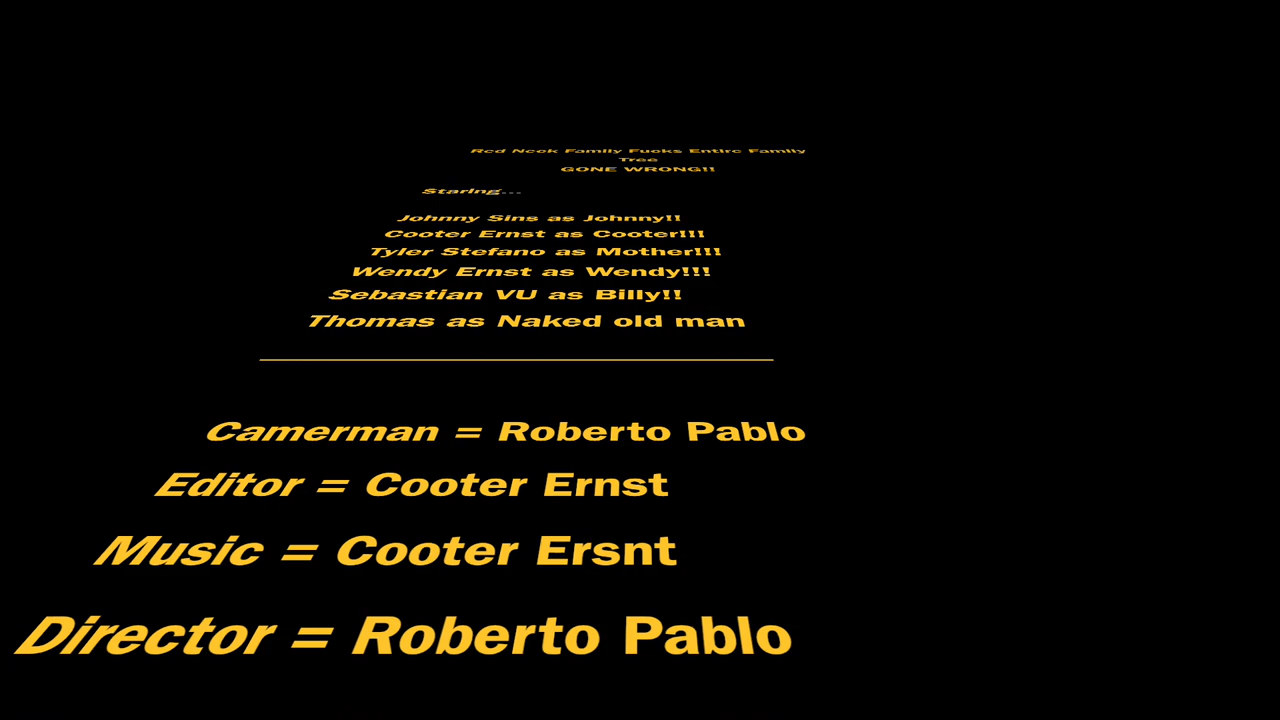 Red Neck Family Fucks Entire Family
Tree
GONE WRONG!!
Staring...
Johnny Sins as Johnny!!
Cooter Ernst as Cooter!!!
Tyler Stefano as Mother!!!
Wendy Ernst as Wendy!!!
Sebastian VU as Billy!!
Thomas as Naked old man
Camerman = Roberto Pablo
Editor = Cooter Ernst
Music = Cooter Ersnt
Director = Roberto Pablo